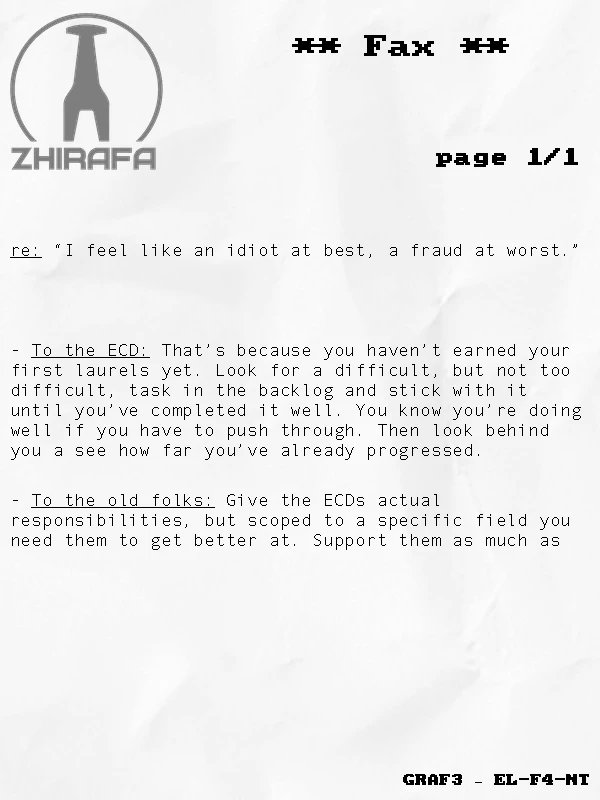 ** Fax **
ZHIRAFA
page 1/1
re: “I feel like an idiot at best, a fraud at worst.”
- To the ECD: That’s because you haven’t earned your
first laurels yet. Look for a difficult, but not too
difficult, task in the backlog and stick with it
until you’ve completed it well. You know you’re doing
well if you have to push through. Then look behind
you a see how far you’ve already progressed.
- To the old folks: Give the ECDs actual
responsibilities, but scoped to a specific field you
need them to get better at. Support them as much as
GRAF3 - EL-F4-NT